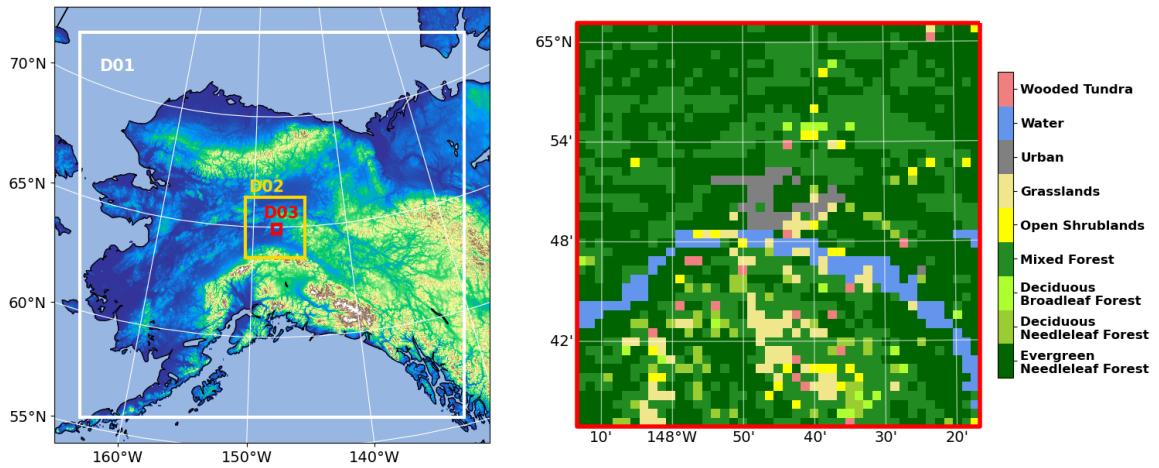 70°N
65°N
60°N
55°N
160°W
150°W
140°W
D01
D02
D03
65°N
54'
48'
42'
10'
148°W
50'
40'
30'
20'
Wooded Tundra
Water
Urban
Grasslands
Open Shrublands
Mixed Forest
Deciduous
Broadleaf Forest
Deciduous
Needleleaf Forest
Evergreen
Needleleaf Forest